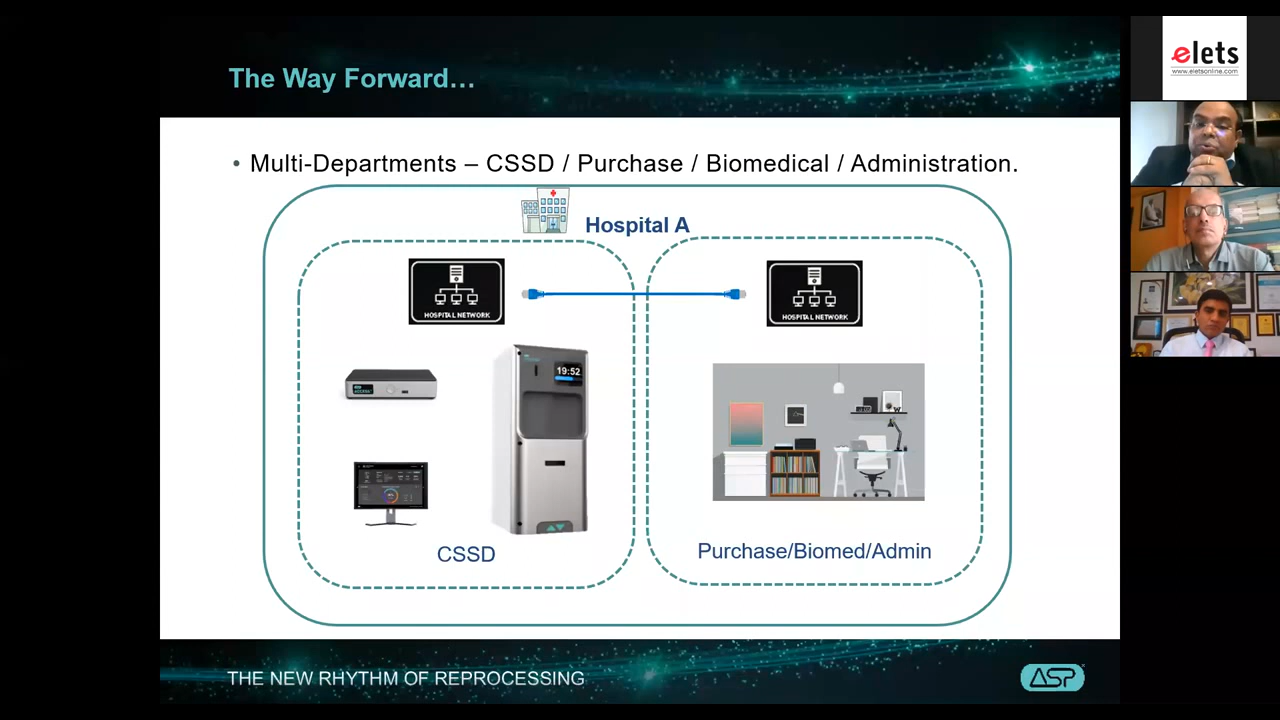 The Way Forward…
• Multi-Departments – CSSD / Purchase / Biomedical / Administration.
Hospital A
HOSPITAL NETWORK
HOSPITAL NETWORK
19:52
CSSD
Purchase/Biomed/Admin
THE NEW RHYTHM OF REPROCESSING
ASP
elets
www.eletsonline.com